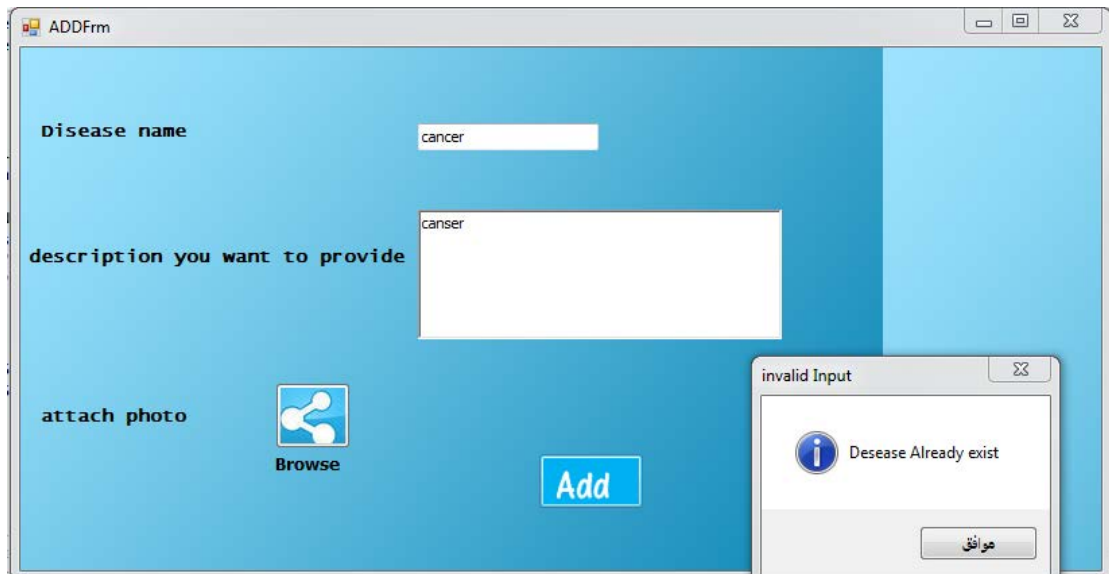 ADDFrm
Disease name
cancer
description you want to provide
canser
attach photo
Browse
Add
invalid Input
Desease Already exist
موافق